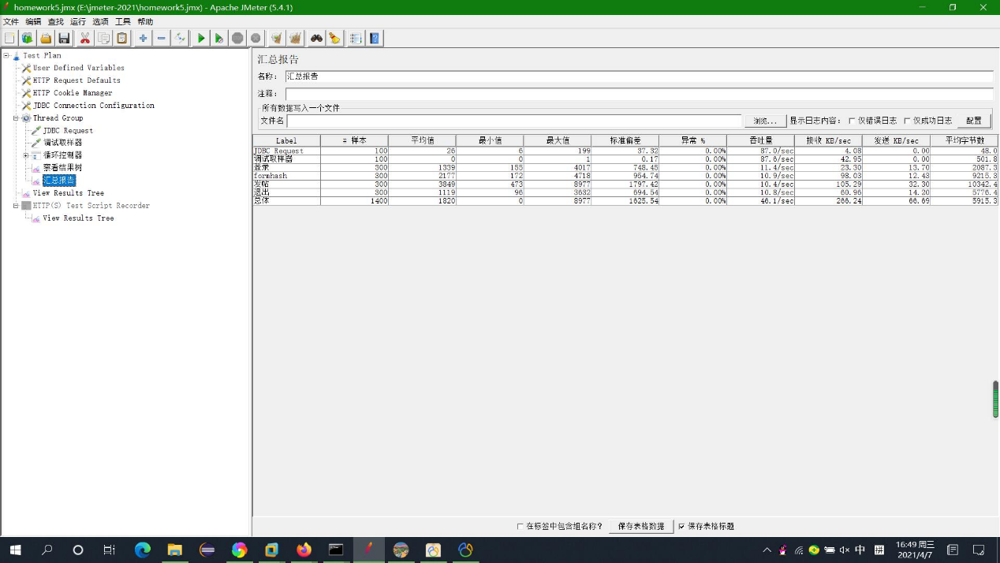 homework5.jmx (E:\jmeter-2021\homework5.jmx) - Apache JMeter (5.4.1)
文件 编辑 查找 运行 选项 工具 帮助
Test Plan
User Defined Variables
HTTP Request Defaults
HTTP Cookie Manager
JDBC Connection Configuration
Thread Group
JDBC Request
调试取样器
循环控制器
察看结果树
汇总报告
View Results Tree
HTTP(S) Test Script Recorder
View Results Tree
汇总报告
名称: 汇总报告
注释:
所有数据写入一个文件
文件名 浏览... 显示日志内容: 仅错误日志 仅成功日志 配置
Label # 样本 平均值 最小值 最大值 标准偏差 异常 % 吞吐量 接收 KB/sec 发送 KB/sec 平均字节数
JDBC Request 100 26 6 199 37.32 0.00% 87.0/sec 4.08 0.00 48.0
调试取样器 100 0 0 1 0.17 0.00% 87.6/sec 42.95 0.00 501.8
登录 300 1339 155 4017 748.45 0.00% 11.4/sec 23.30 13.70 2087.3
formhash 300 2177 172 4718 954.74 0.00% 10.9/sec 98.03 12.43 9215.3
发帖 300 3849 473 8977 1797.42 0.00% 10.4/sec 105.29 32.30 10342.4
退出 300 1119 96 3632 694.54 0.00% 10.8/sec 60.96 14.20 5776.4
总体 1400 1820 0 8977 1625.54 0.00% 46.1/sec 266.24 66.69 5915.3
在标签中包含组名称? 保存表格数据 保存表格标题
中 拼 16:49 周三
2021/4/7